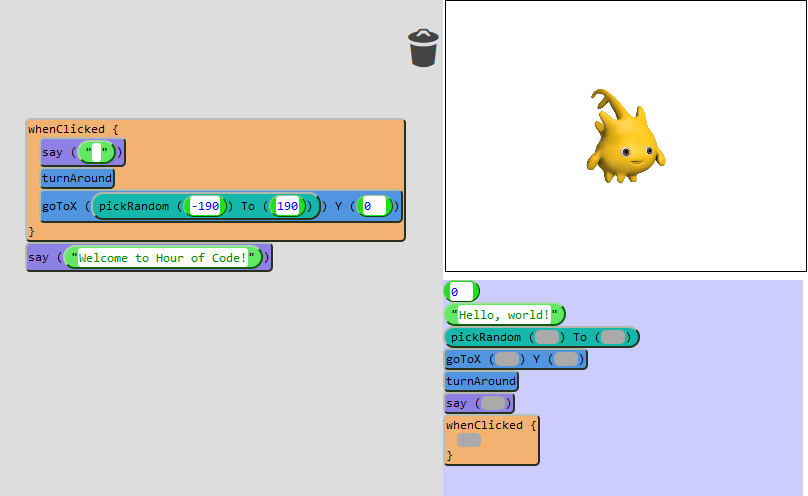 whenClicked {
say (" ")
turnAround
goToX (pickRandom (-190) To (190)) Y (0)
}
say ("Welcome to Hour of Code!")
0
"Hello, world!"
pickRandom ( ) To ( )
goToX ( ) Y ( )
turnAround
say ( )
whenClicked {
}